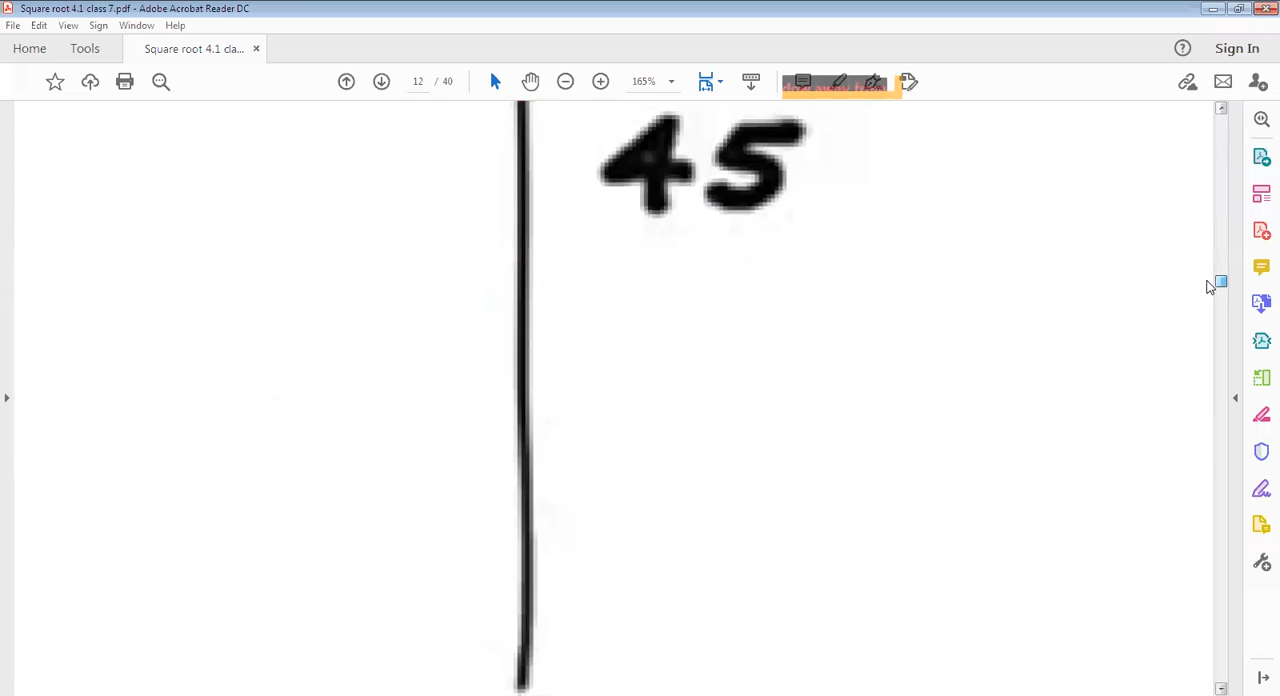 Square root 4.1 class 7.pdf - Adobe Acrobat Reader DC
File Edit View Sign Window Help
Home Tools Square root 4.1 cla... × Sign In
12 / 40 165%
45